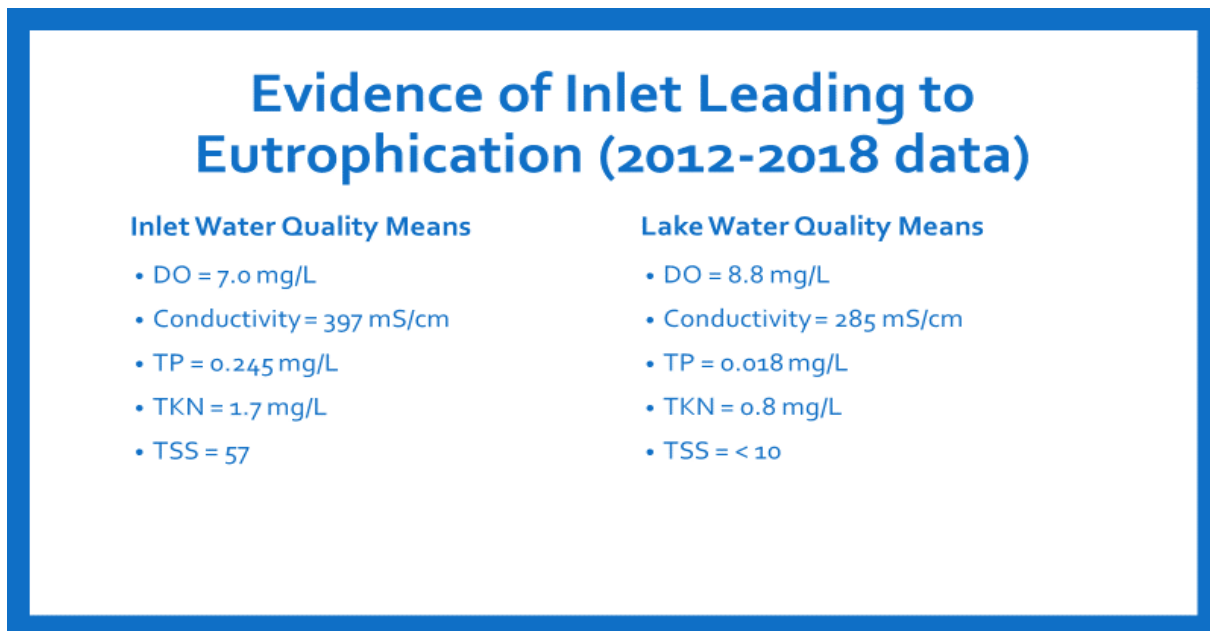 Evidence of Inlet Leading to
Eutrophication (2012-2018 data)
Inlet Water Quality Means
• DO = 7.0 mg/L
• Conductivity = 397 mS/cm
• TP = 0.245 mg/L
• TKN = 1.7 mg/L
• TSS = 57
Lake Water Quality Means
• DO = 8.8 mg/L
• Conductivity = 285 mS/cm
• TP = 0.018 mg/L
• TKN = 0.8 mg/L
• TSS = < 10